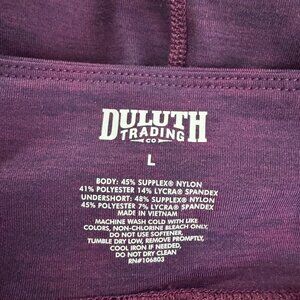 DULUTH
TRADING
CO
L
BODY: 45% SUPPLEX® NYLON
41% POLYESTER 14% LYCRA® SPANDEX
UNDERSHORT: 48% SUPPLEX® NYLON
45% POLYESTER 7% LYCRA® SPANDEX
MADE IN VIETNAM
MACHINE WASH COLD WITH LIKE
COLORS, NON-CHLORINE BLEACH ONLY,
DO NOT USE SOFTENER,
TUMBLE DRY LOW, REMOVE PROMPTLY,
COOL IRON IF NEEDED,
DO NOT DRY CLEAN
RN#106803